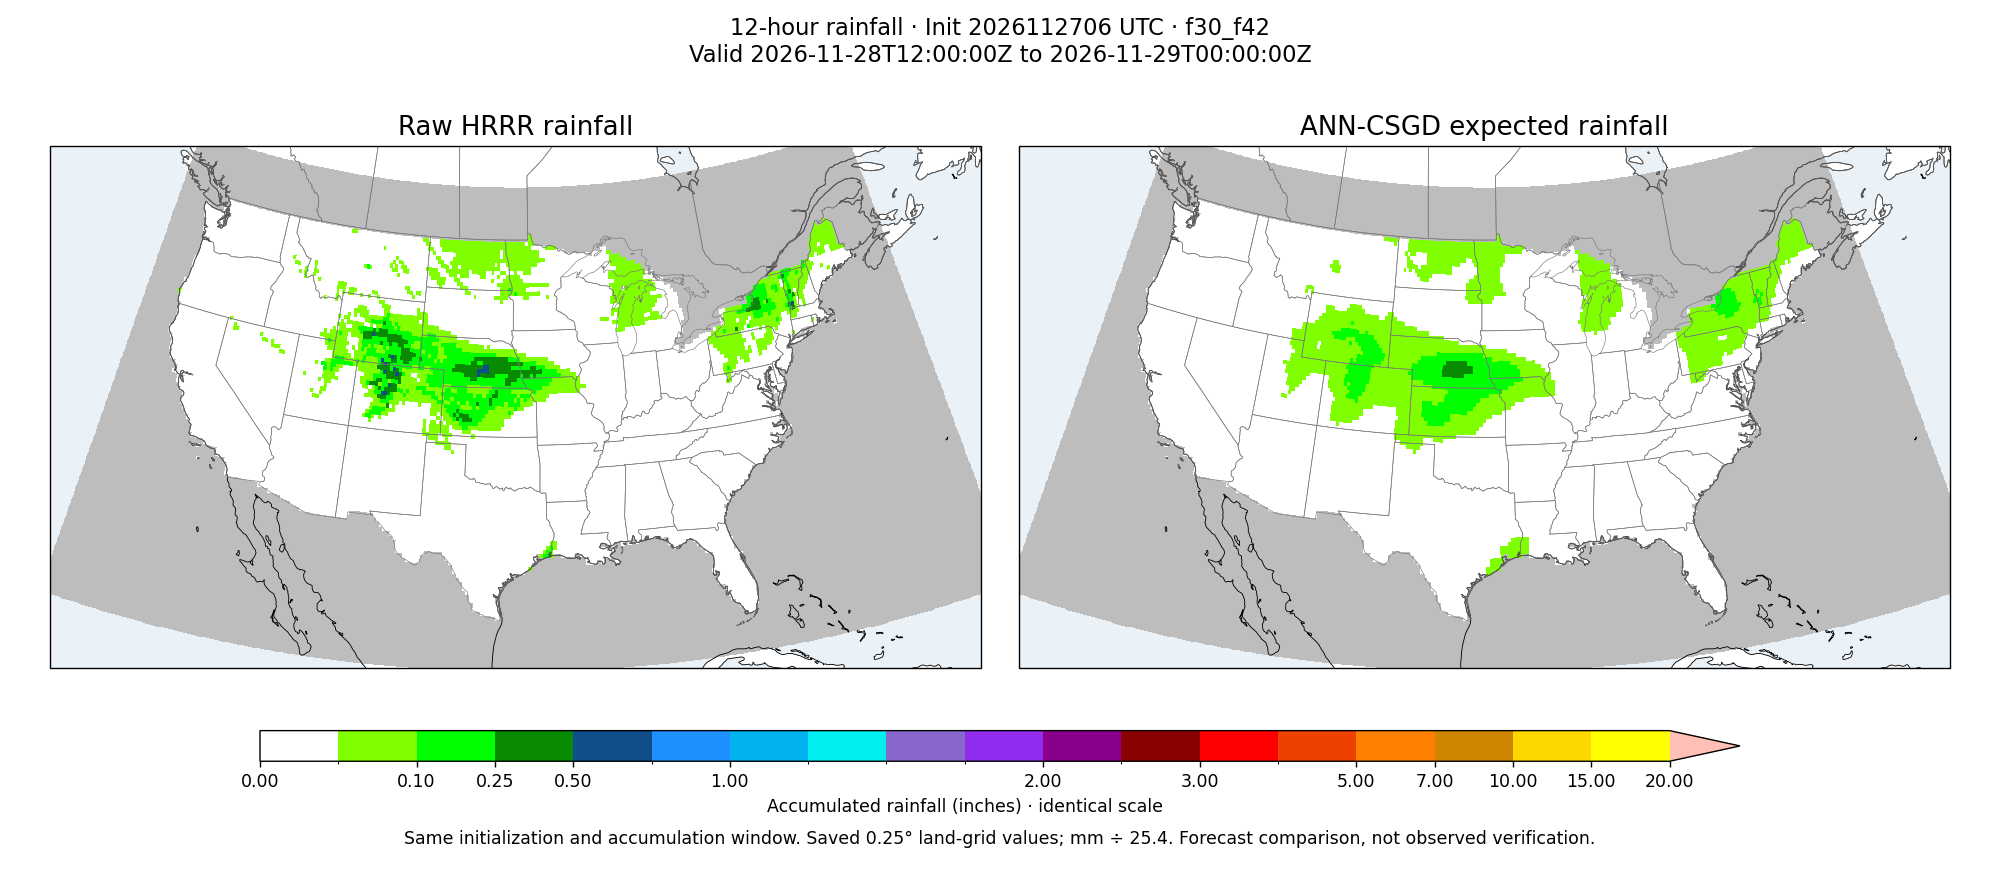 12-hour rainfall · Init 2026112706 UTC · f30_f42
Valid 2026-11-28T12:00:00Z to 2026-11-29T00:00:00Z
Raw HRRR rainfall
ANN-CSGD expected rainfall
0.00 0.10 0.25 0.50 1.00 2.00 3.00 5.00 7.00 10.00 15.00 20.00
Accumulated rainfall (inches) · identical scale
Same initialization and accumulation window. Saved 0.25° land-grid values; mm ÷ 25.4. Forecast comparison, not observed verification.